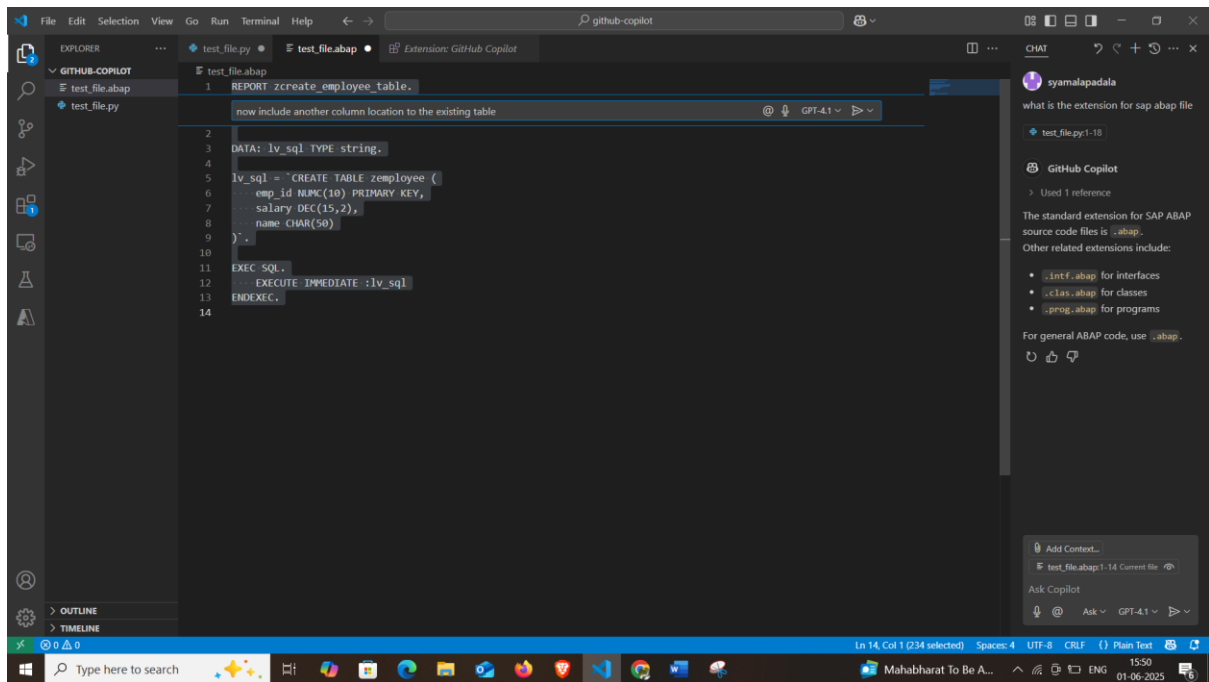 File Edit Selection View Go Run Terminal Help
github-copilot
EXPLORER
GITHUB-COPILOT
test_file.abap
test_file.py
OUTLINE
TIMELINE
test_file.py
test_file.abap
Extension: GitHub Copilot
test_file.abap
1 REPORT zcreate_employee_table.
now include another column location to the existing table
GPT-4.1
2
3 DATA: lv_sql TYPE string.
4
5 lv_sql = `CREATE TABLE zemployee (
6 ····emp_id NUMC(10) PRIMARY KEY,
7 ····salary DEC(15,2),
8 ····name CHAR(50)
9 )`.
10
11 EXEC SQL.
12 ····EXECUTE IMMEDIATE :lv_sql
13 ENDEXEC.
14
CHAT
syamalapadala
what is the extension for sap abap file
test_file.py:1-18
GitHub Copilot
Used 1 reference
The standard extension for SAP ABAP
source code files is .abap.
Other related extensions include:
• .intf.abap for interfaces
• .clas.abap for classes
• .prog.abap for programs
For general ABAP code, use .abap.
Add Context...
test_file.abap:1-14 Current file
Ask Copilot
@ Ask GPT-4.1
2
1
0 0
Ln 14, Col 1 (234 selected) Spaces: 4 UTF-8 CRLF {} Plain Text
Type here to search
Mahabharat To Be A...
ENG
15:50
01-06-2025
6